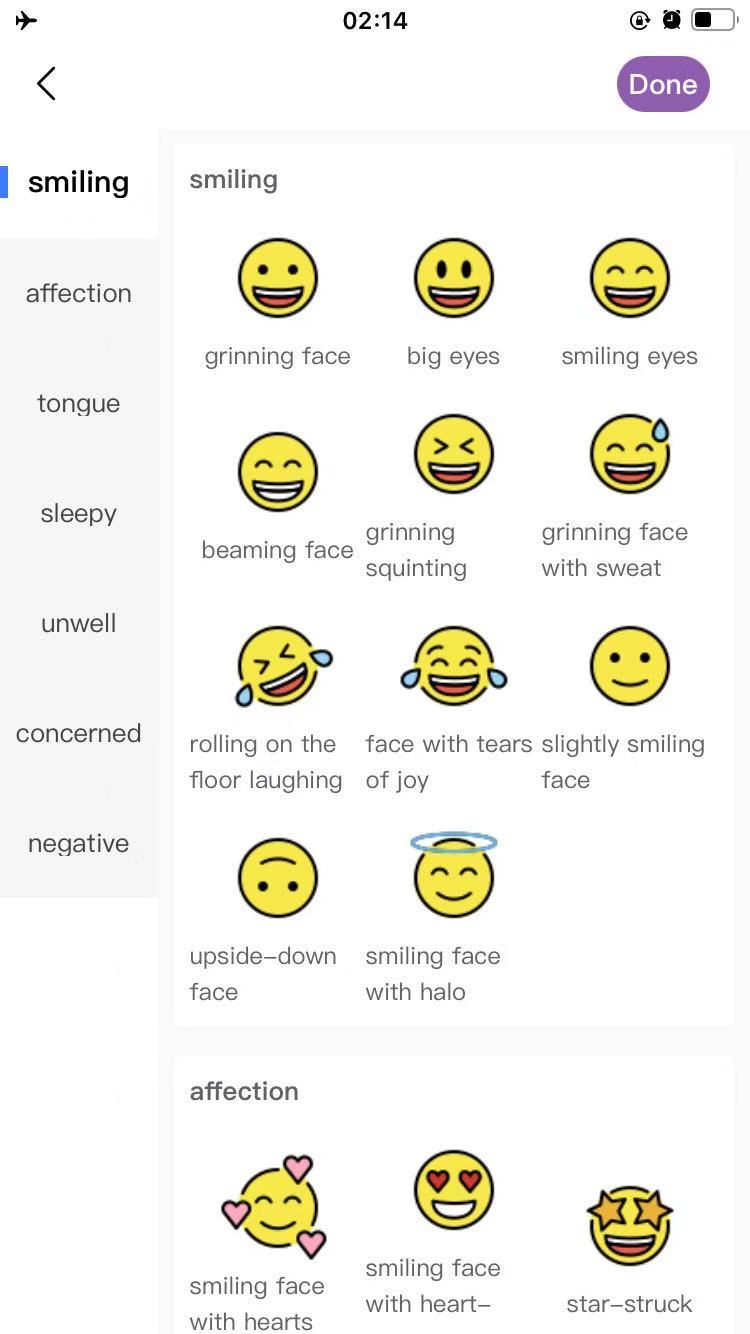 02:14
Done
smiling
affection
tongue
sleepy
unwell
concerned
negative
smiling
grinning face
big eyes
smiling eyes
beaming face
grinning
squinting
grinning face
with sweat
rolling on the
floor laughing
face with tears
of joy
slightly smiling
face
upside-down
face
smiling face
with halo
affection
smiling face
with hearts
smiling face
with heart-
star-struck